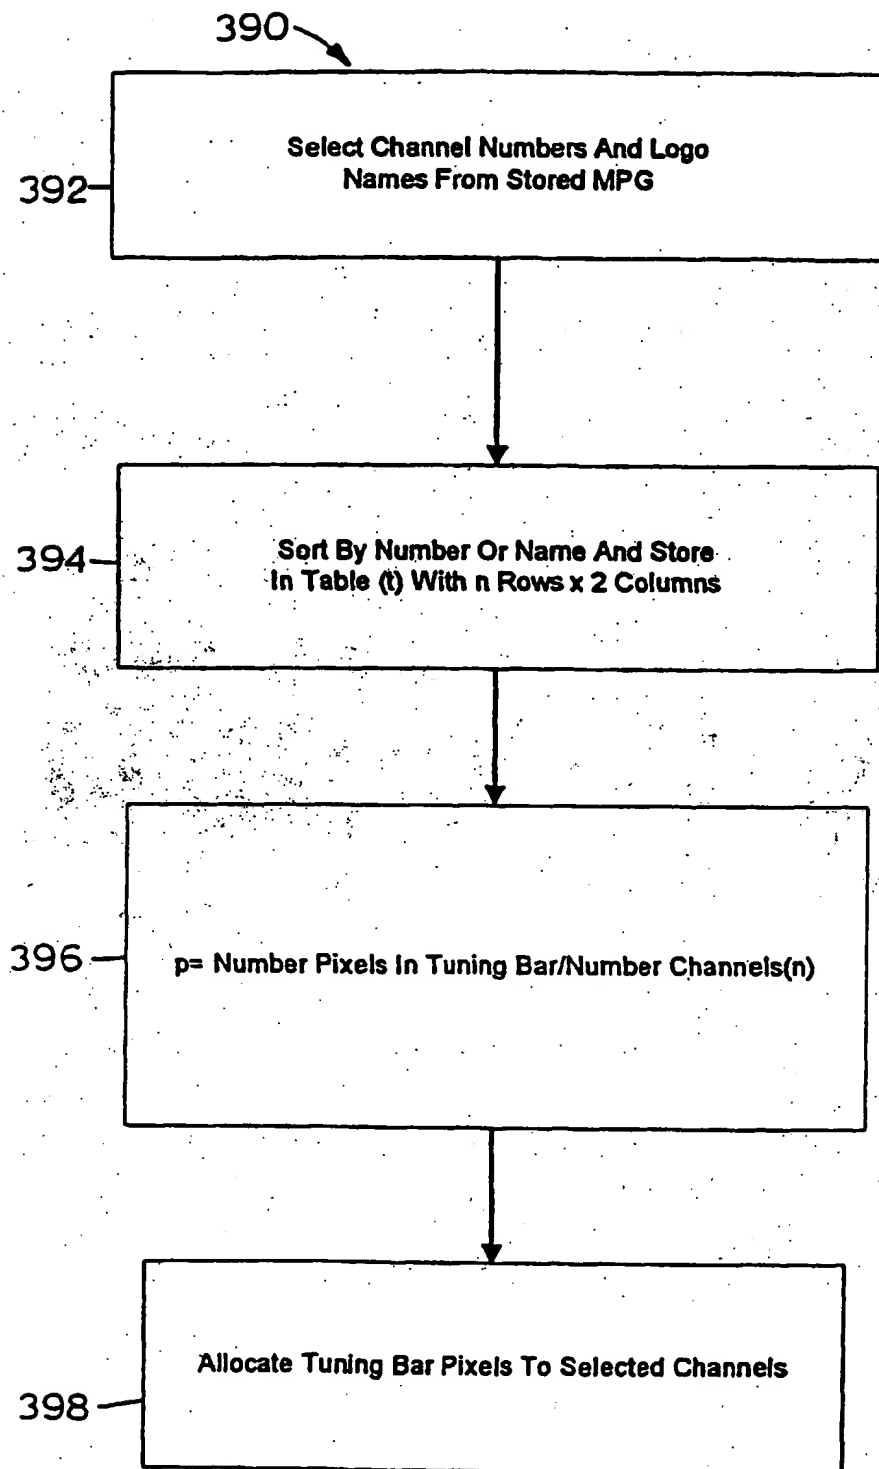 390
392
Select Channel Numbers And Logo
Names From Stored MPG
394
Sort By Number Or Name And Store
In Table (t) With n Rows x 2 Columns
396
p= Number Pixels In Tuning Bar/Number Channels(n)
398
Allocate Tuning Bar Pixels To Selected Channels